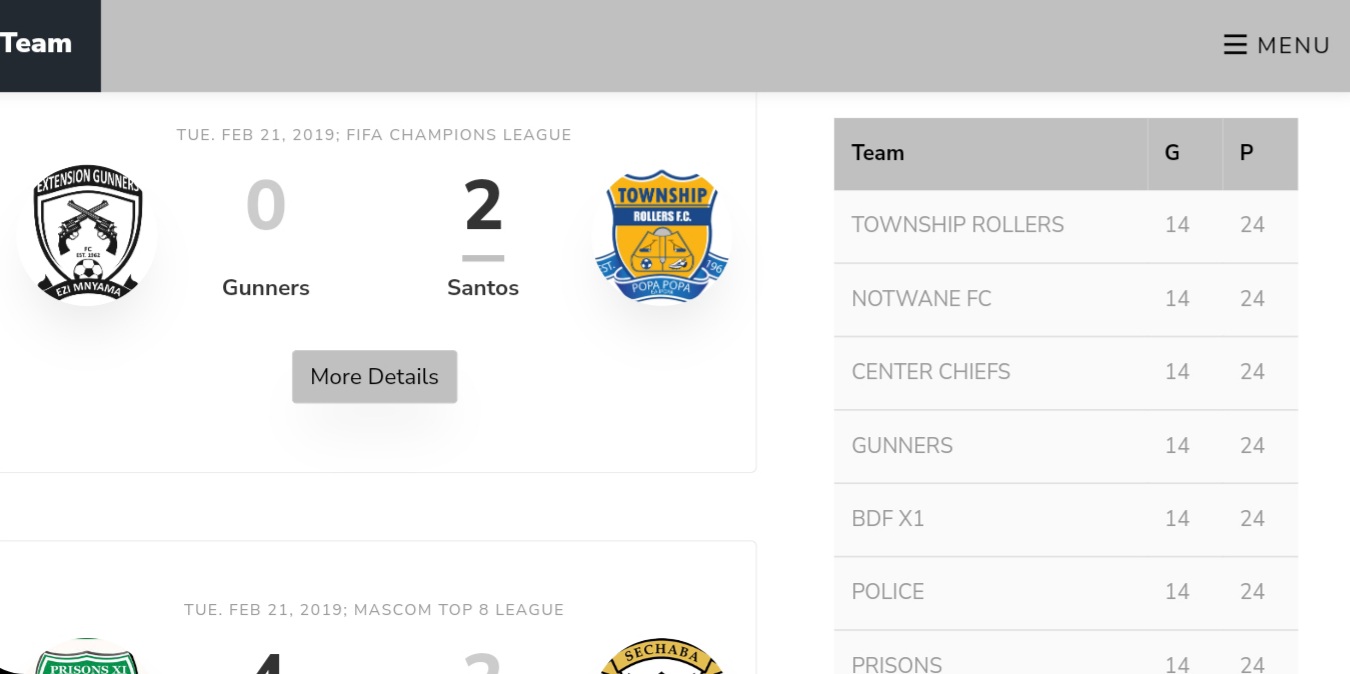 Team
MENU
TUE. FEB 21, 2019; FIFA CHAMPIONS LEAGUE
EXTENSION GUNNERS
FC.
EST. 1962
EZI MNYAMA
0
Gunners
2
Santos
TOWNSHIP
ROLLERS F.C.
EST. 196
POPA POPA
More Details
TUE. FEB 21, 2019; MASCOM TOP 8 LEAGUE
PRISONS XI
4
SECHABA
Team G P
TOWNSHIP ROLLERS 14 24
NOTWANE FC 14 24
CENTER CHIEFS 14 24
GUNNERS 14 24
BDF X1 14 24
POLICE 14 24
PRISONS 14 24